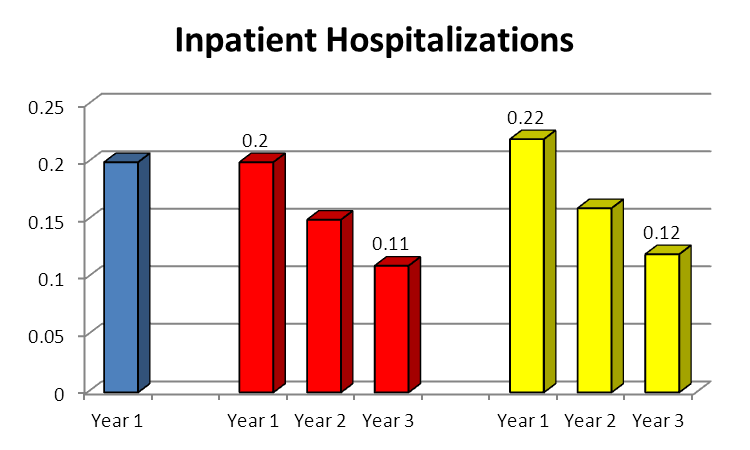 Inpatient Hospitalizations
0.25
0.2
0.15
0.1
0.05
0
0.2
0.11
0.22
0.12
Year 1
Year 1
Year 2
Year 3
Year 1
Year 2
Year 3